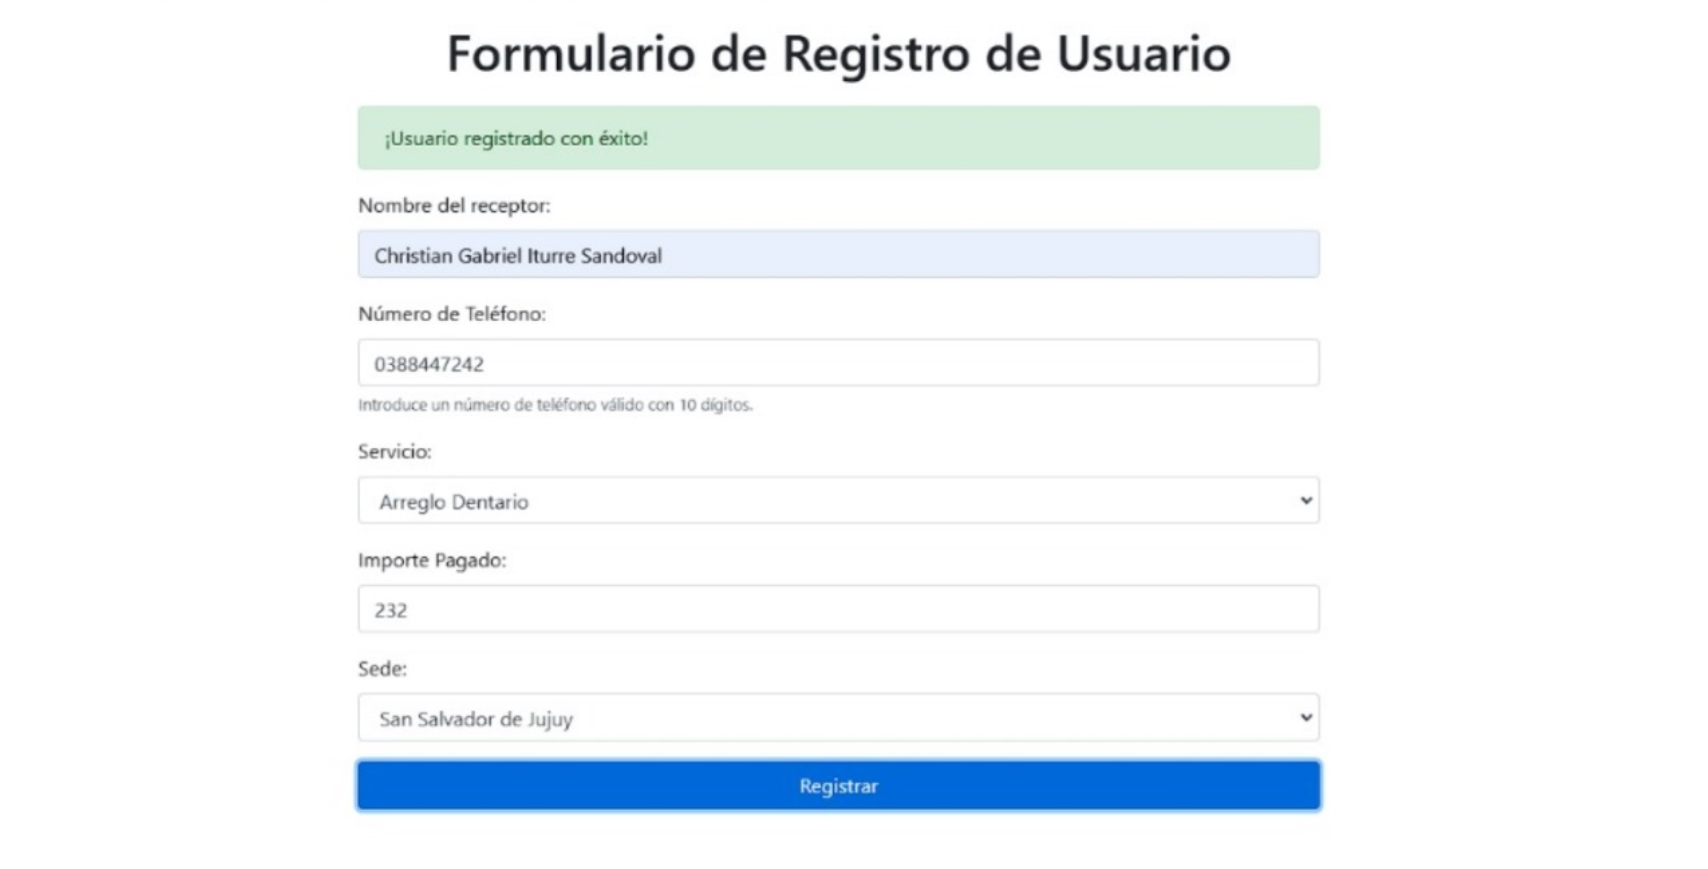 Formulario de Registro de Usuario
¡Usuario registrado con éxito!
Nombre del receptor:
Christian Gabriel Iturre Sandoval
Número de Teléfono:
0388447242
Introduce un número de teléfono válido con 10 dígitos.
Servicio:
Arreglo Dentario
Importe Pagado:
232
Sede:
San Salvador de Jujuy
Registrar